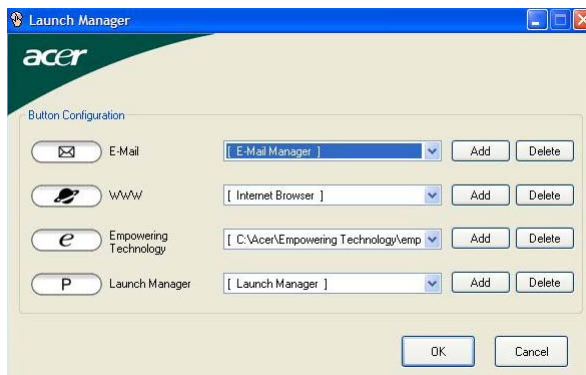 Launch Manager
acer
Button Configuration
E-Mail [ E-Mail Manager ] Add Delete
WWW [ Internet Browser ] Add Delete
e Empowering Technology [ C:\Acer\Empowering Technology\emp Add Delete
P Launch Manager [ Launch Manager ] Add Delete
OK Cancel